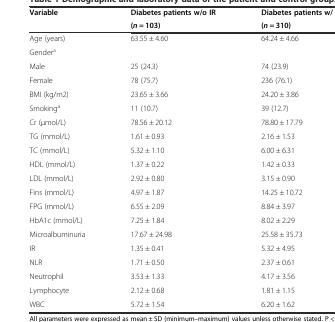 Table 1 Demographic and laboratory data of the patient and control group
Variable Diabetes patients w/o IR Diabetes patients w/
(n = 103) (n = 310)
Age (years) 63.55 ± 4.60 64.24 ± 4.66
Genderᵃ
Male 25 (24.3) 74 (23.9)
Female 78 (75.7) 236 (76.1)
BMI (kg/m2) 23.65 ± 3.66 24.20 ± 3.86
Smokingᵃ 11 (10.7) 39 (12.7)
Cr (μmol/L) 78.56 ± 20.12 78.80 ± 17.79
TG (mmol/L) 1.61 ± 0.93 2.16 ± 1.53
TC (mmol/L) 5.32 ± 1.10 6.00 ± 6.31
HDL (mmol/L) 1.37 ± 0.22 1.42 ± 0.33
LDL (mmol/L) 2.92 ± 0.80 3.15 ± 0.90
Fins (mmol/L) 4.97 ± 1.87 14.25 ± 10.72
FPG (mmol/L) 6.55 ± 2.09 8.84 ± 3.97
HbA1c (mmol/L) 7.25 ± 1.84 8.02 ± 2.29
Microalbuminuria 17.67 ± 24.98 25.58 ± 35.73
IR 1.35 ± 0.41 5.32 ± 4.95
NLR 1.71 ± 0.50 2.37 ± 0.61
Neutrophil 3.53 ± 1.33 4.17 ± 3.56
Lymphocyte 2.12 ± 0.68 1.81 ± 1.15
WBC 5.72 ± 1.54 6.20 ± 1.62
All parameters were expressed as mean ± SD (minimum–maximum) values unless otherwise stated. P <